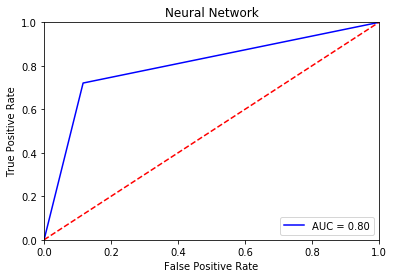 Neural Network
True Positive Rate
1.0
0.8
0.6
0.4
0.2
0.0
AUC = 0.80
0.0 0.2 0.4 0.6 0.8 1.0
False Positive Rate